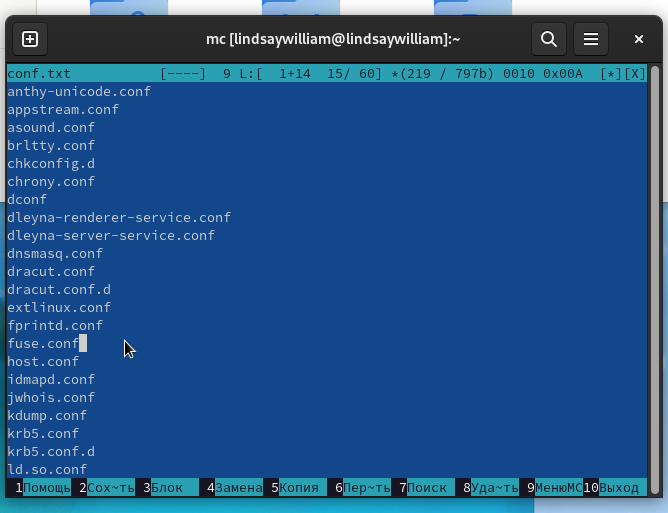 mc [lindsaywilliam@lindsaywilliam]:~
conf.txt [----] 9 L:[ 1+14 15/ 60] *(219 / 797b) 0010 0x00A [*][X]
anthy-unicode.conf
appstream.conf
asound.conf
brltty.conf
chkconfig.d
chrony.conf
dconf
dleyna-renderer-service.conf
dleyna-server-service.conf
dnsmasq.conf
dracut.conf
dracut.conf.d
extlinux.conf
fprintd.conf
fuse.conf
host.conf
idmapd.conf
jwhois.conf
kdump.conf
krb5.conf
krb5.conf.d
ld.so.conf
1Помощь 2Сох~ть 3Блок 4Замена 5Копия 6Пер~ть 7Поиск 8Уда~ть 9МенюMC 10Выход